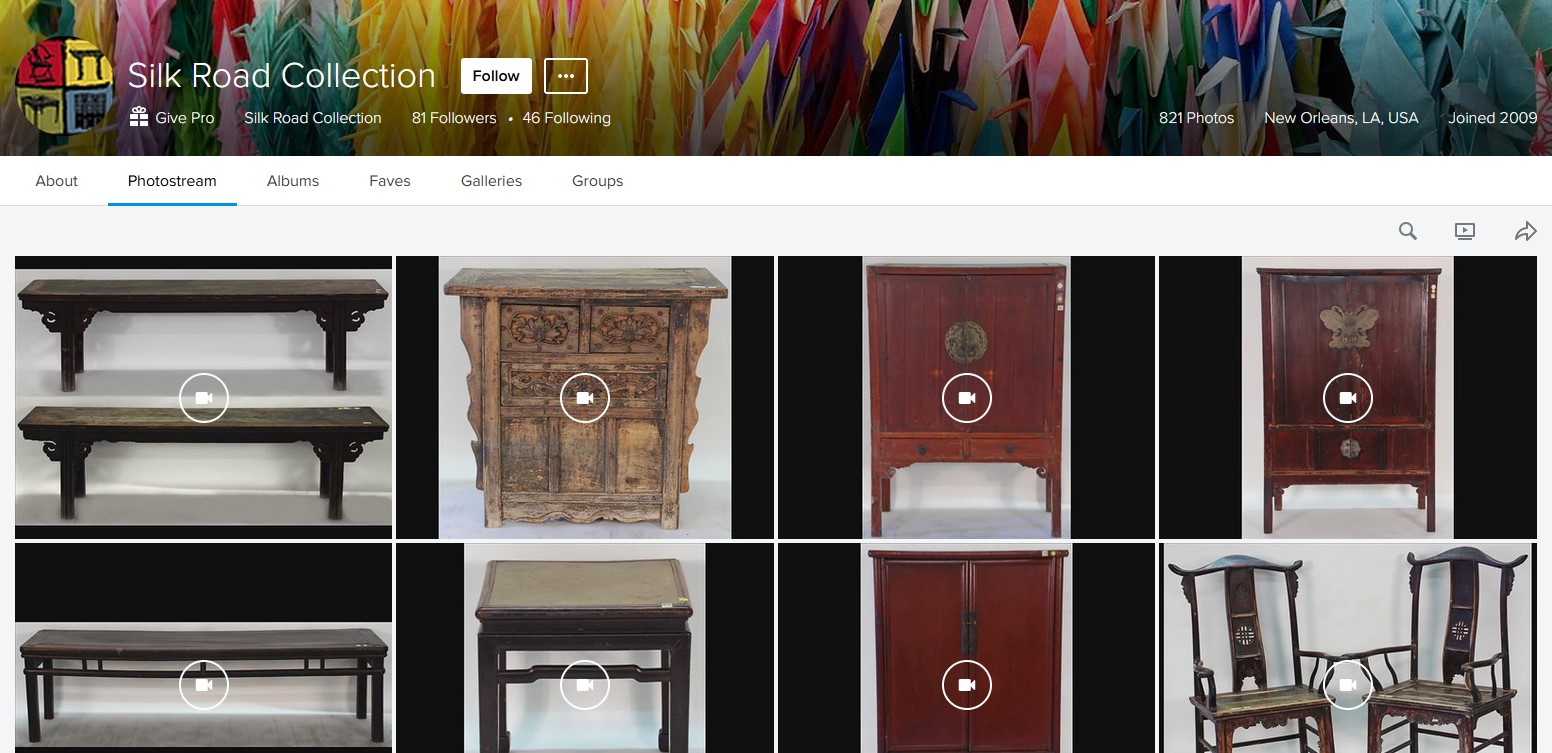 Silk Road Collection Follow
Give Pro Silk Road Collection 81 Followers • 46 Following 821 Photos New Orleans, LA, USA Joined 2009
About Photostream Albums Faves Galleries Groups